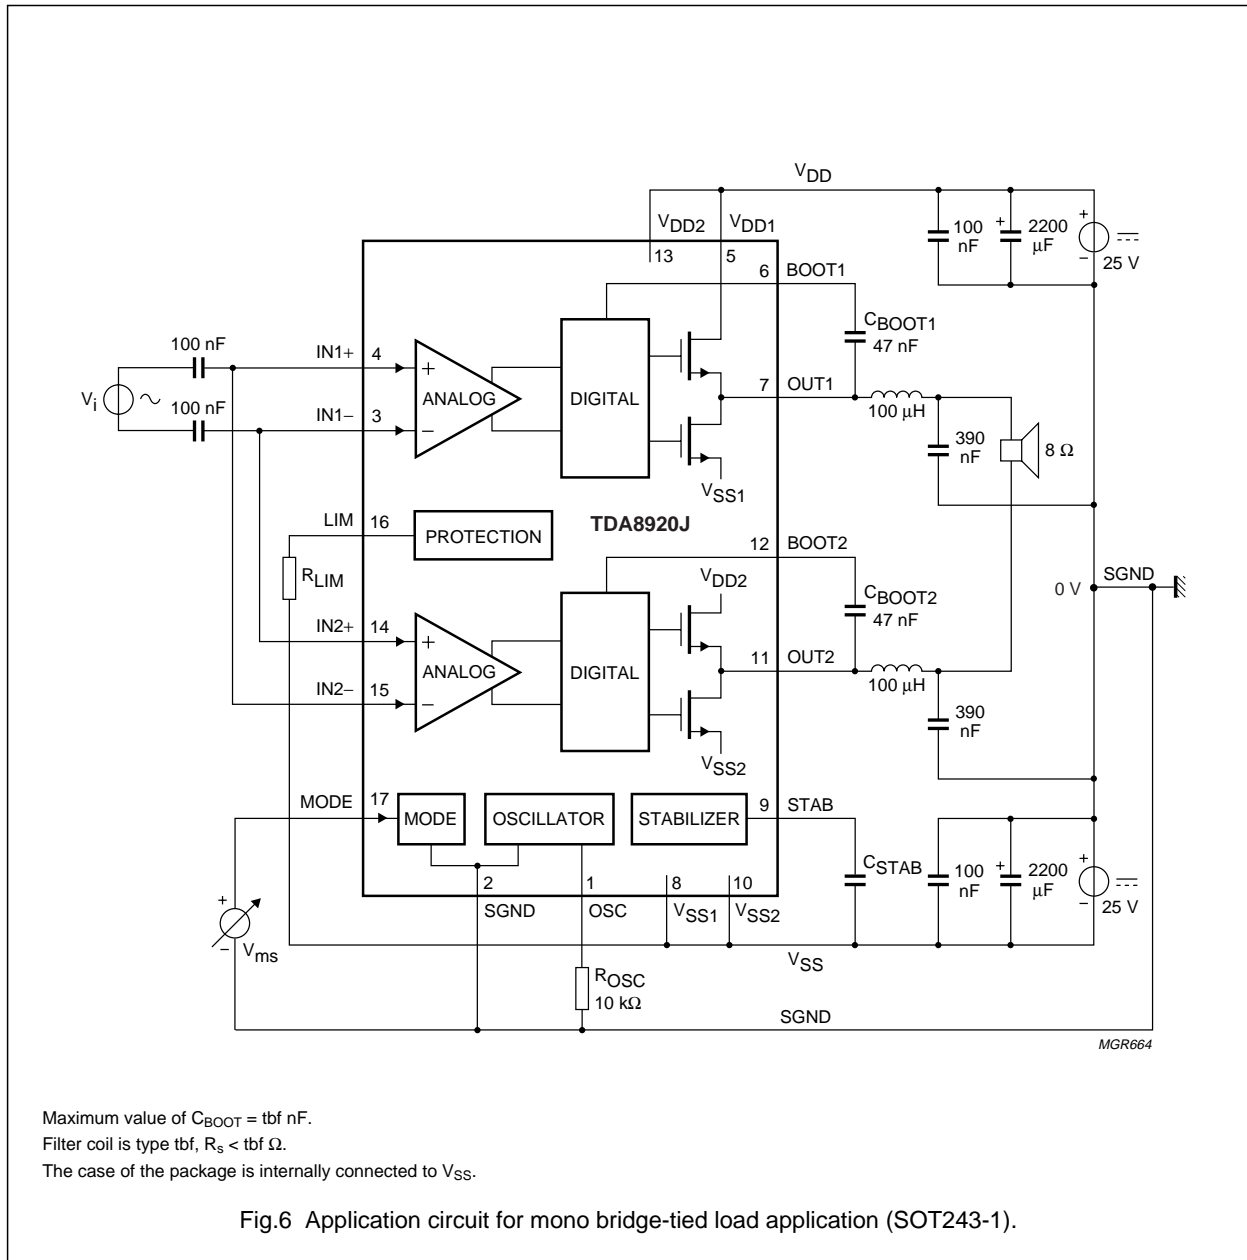 VDD
VDD2
VDD1
13
5
100 nF
+ 2200 μF
+
−
25 V
6
BOOT1
CBOOT1
47 nF
100 nF
IN1+
4
+
ANALOG
DIGITAL
7
OUT1
100 μH
Vi
100 nF
IN1−
3
−
390 nF
8 Ω
VSS1
LIM
16
PROTECTION
TDA8920J
RLIM
12
BOOT2
VDD2
CBOOT2
47 nF
0 V
SGND
IN2+
14
+
ANALOG
DIGITAL
11
OUT2
100 μH
IN2−
15
−
390 nF
VSS2
MODE
17
MODE
OSCILLATOR
STABILIZER
9
STAB
CSTAB
100 nF
+ 2200 μF
+
−
25 V
2
1
8
10
SGND
OSC
VSS1
VSS2
+
−
Vms
VSS
ROSC
10 kΩ
SGND
MGR664
Maximum value of CBOOT = tbf nF.
Filter coil is type tbf, Rs < tbf Ω.
The case of the package is internally connected to VSS.
Fig.6 Application circuit for mono bridge-tied load application (SOT243-1).